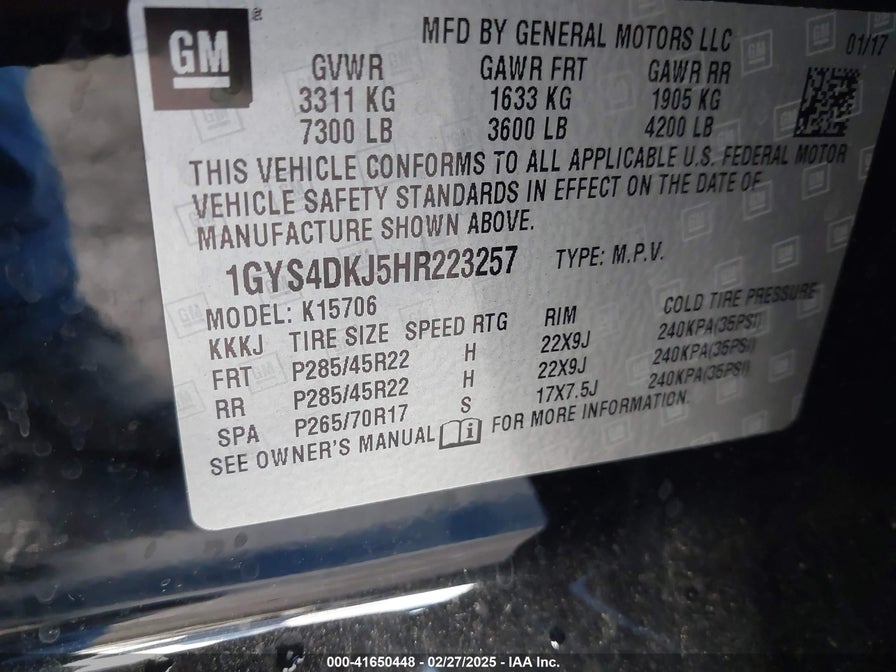 GM
MFD BY GENERAL MOTORS LLC
01/17
GVWR GAWR FRT GAWR RR
3311 KG 1633 KG 1905 KG
7300 LB 3600 LB 4200 LB
THIS VEHICLE CONFORMS TO ALL APPLICABLE U.S. FEDERAL MOTOR
VEHICLE SAFETY STANDARDS IN EFFECT ON THE DATE OF
MANUFACTURE SHOWN ABOVE.
1GYS4DKJ5HR223257 TYPE: M.P.V.
MODEL: K15706
KKKJ TIRE SIZE SPEED RTG RIM COLD TIRE PRESSURE
FRT P285/45R22 H 22X9J 240KPA(35PSI)
RR P285/45R22 H 22X9J 240KPA(35PSI)
SPA P265/70R17 S 17X7.5J 240KPA(35PSI)
SEE OWNER'S MANUAL FOR MORE INFORMATION.
000-41650448 - 02/27/2025 - IAA Inc.